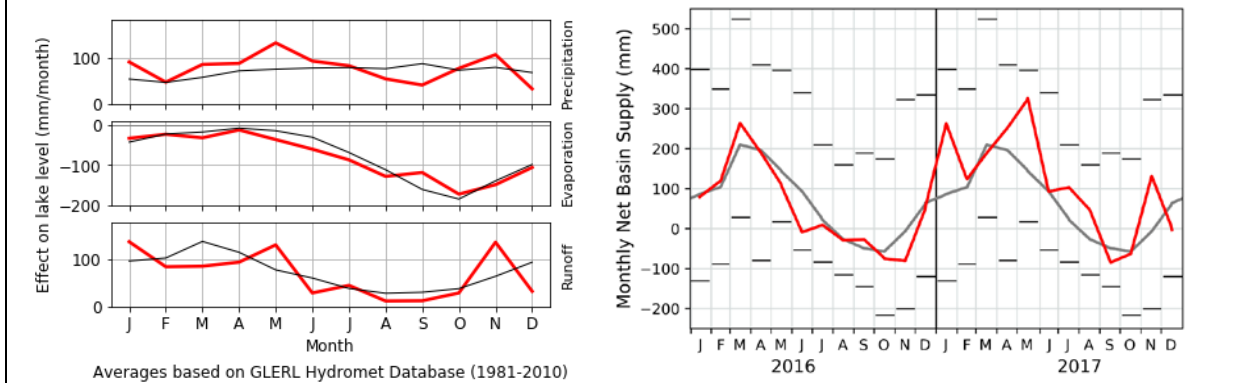 Effect on lake level (mm/month)
100
0
Precipitation
0
−100
−200
Evaporation
100
0
Runoff
J F M A M J J A S O N D
Month
Averages based on GLERL Hydromet Database (1981-2010)
Monthly Net Basin Supply (mm)
500
400
300
200
100
0
−100
−200
J F M A M J J A S O N D J F M A M J J A S O N D
2016 2017